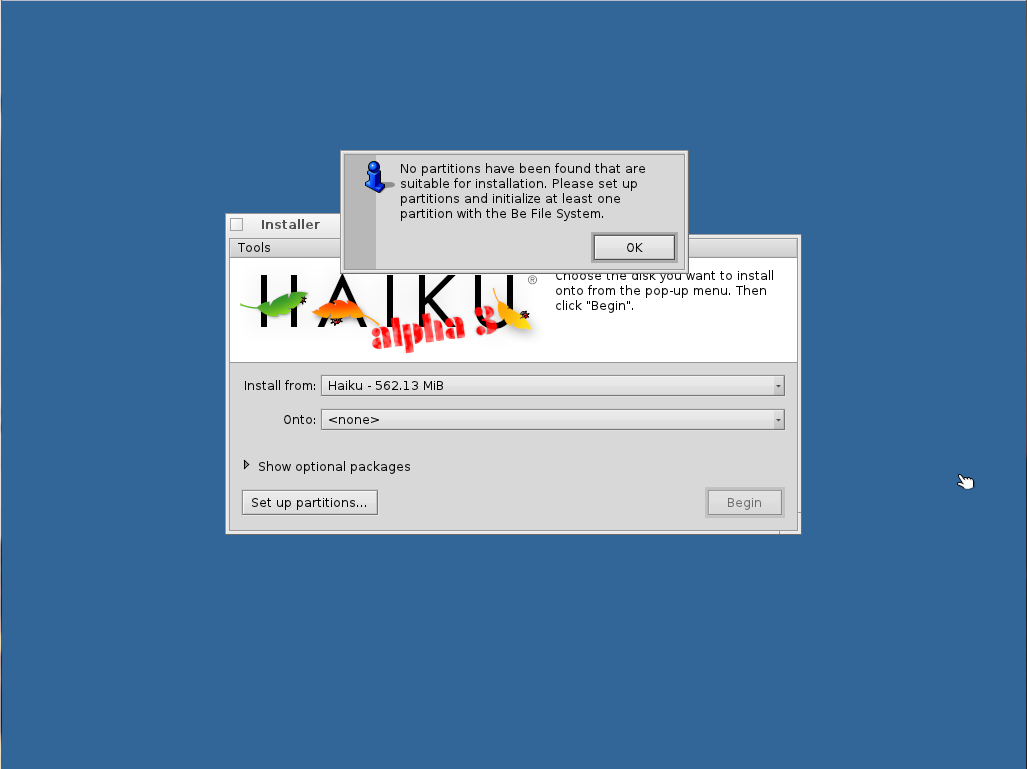 No partitions have been found that are
suitable for installation. Please set up
partitions and initialize at least one
partition with the Be File System.
OK
Installer
Tools
HAIKU®
alpha 3
Choose the disk you want to install
onto from the pop-up menu. Then
click "Begin".
Install from: Haiku - 562.13 MiB
Onto: <none>
Show optional packages
Set up partitions... Begin